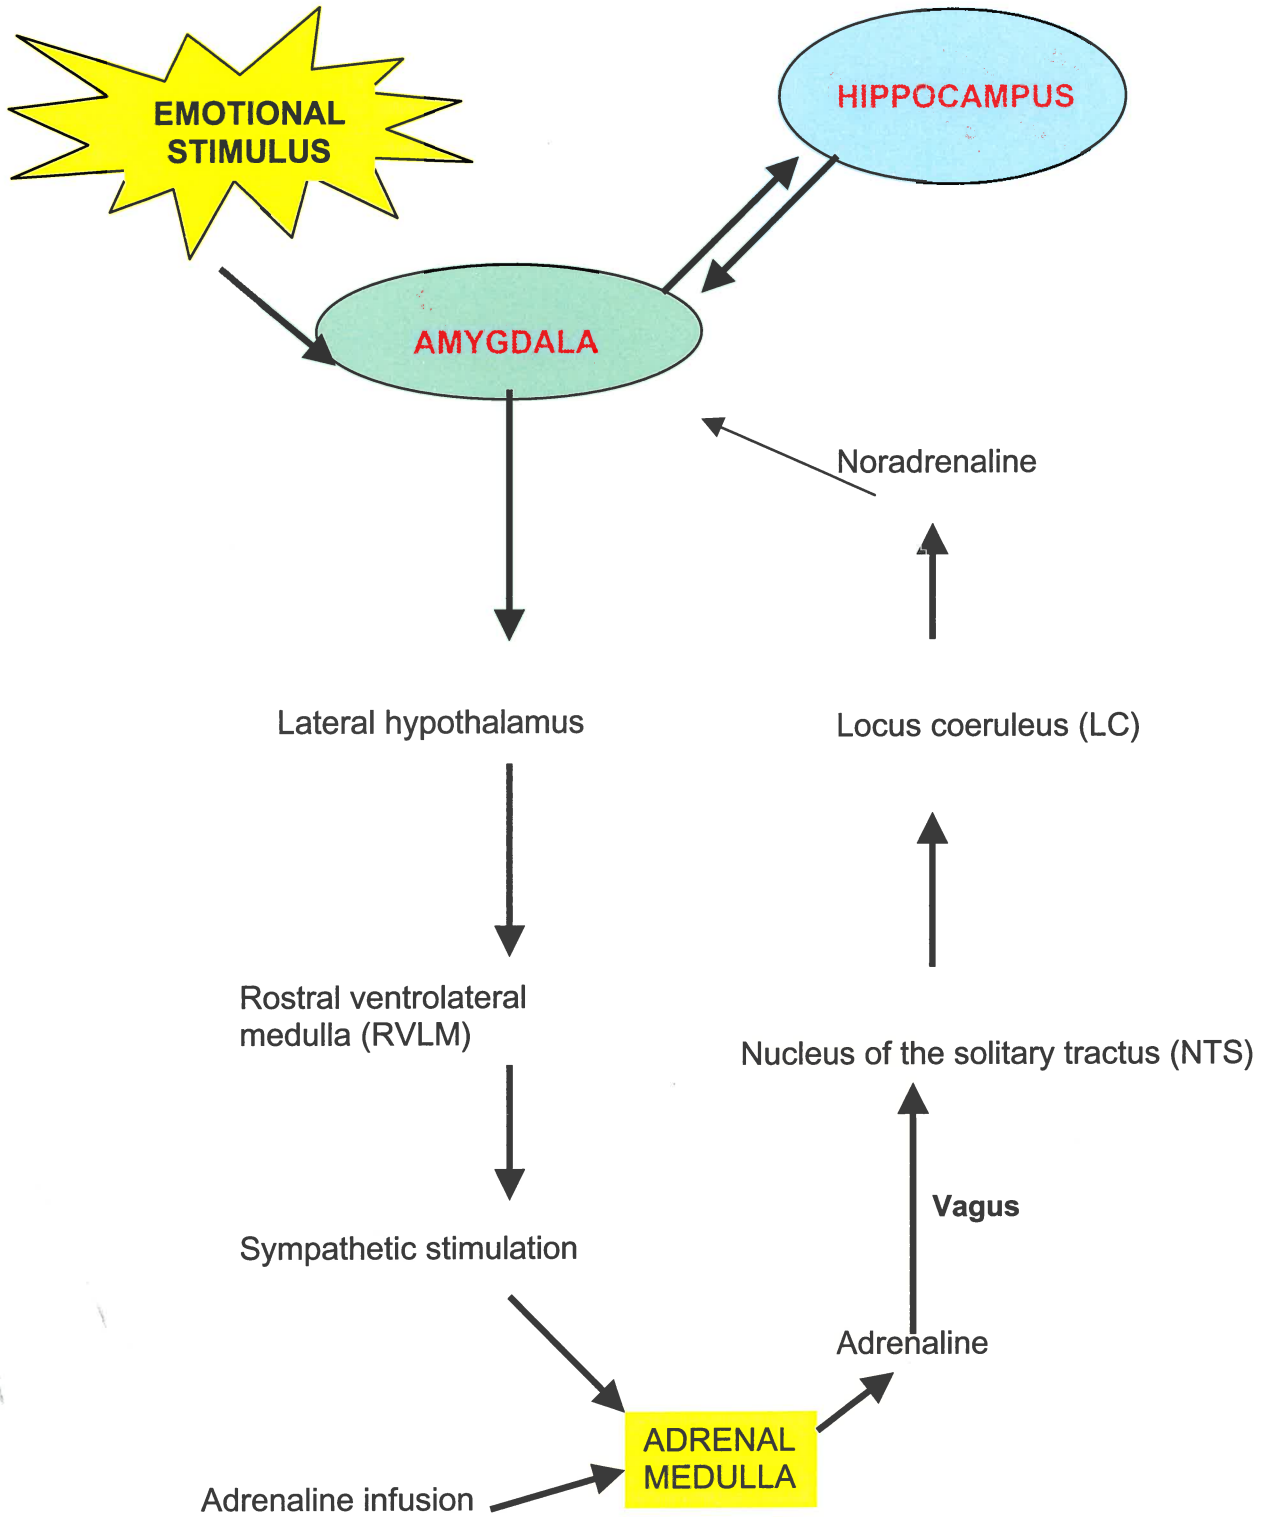 EMOTIONAL
STIMULUS
HIPPOCAMPUS
AMYGDALA
Noradrenaline
Lateral hypothalamus
Locus coeruleus (LC)
Rostral ventrolateral
medulla (RVLM)
Nucleus of the solitary tractus (NTS)
Vagus
Sympathetic stimulation
Adrenaline
ADRENAL
MEDULLA
Adrenaline infusion